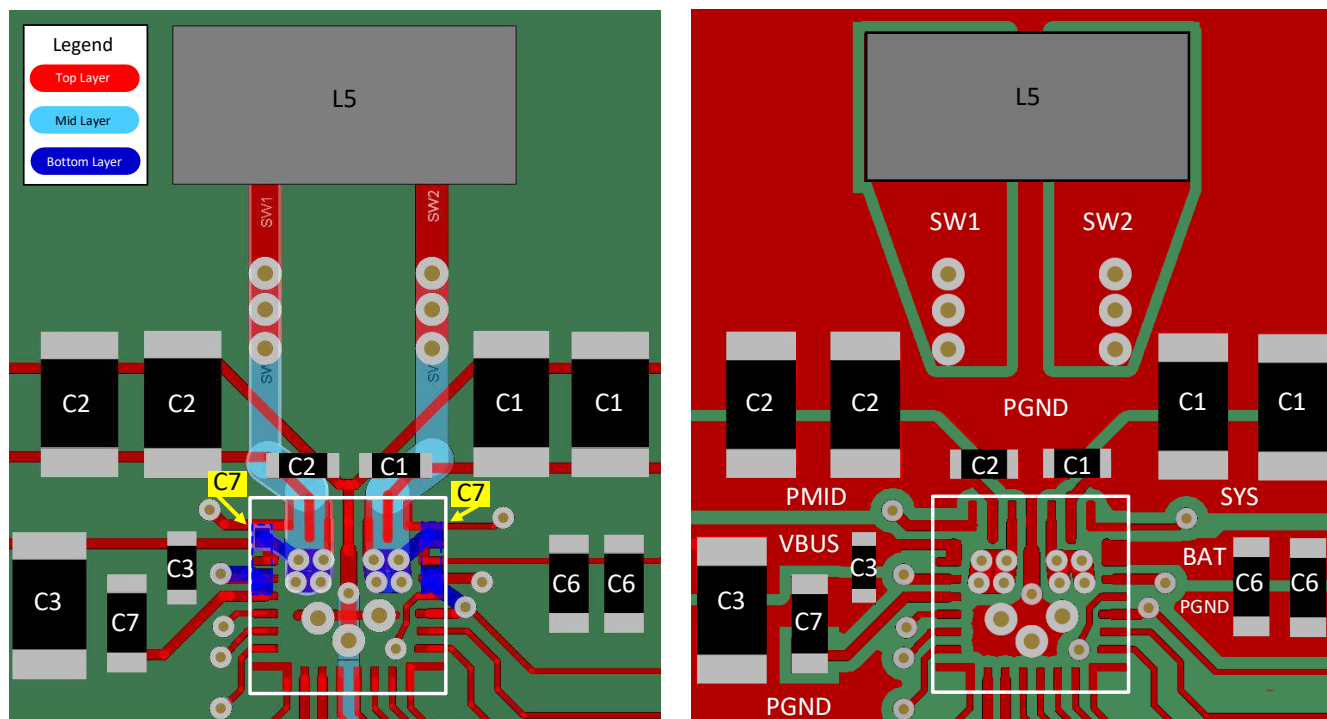 Legend
Top Layer
Mid Layer
Bottom Layer
L5
SW1
SW2
SW
SW
C2
C2
C1
C1
C2
C1
C7
C7
C3
C3
C7
C6
C6
L5
SW1
SW2
C2
C2
C1
C1
PGND
C2
C1
PMID
SYS
VBUS
BAT
C3
C3
C7
C6
C6
PGND
PGND